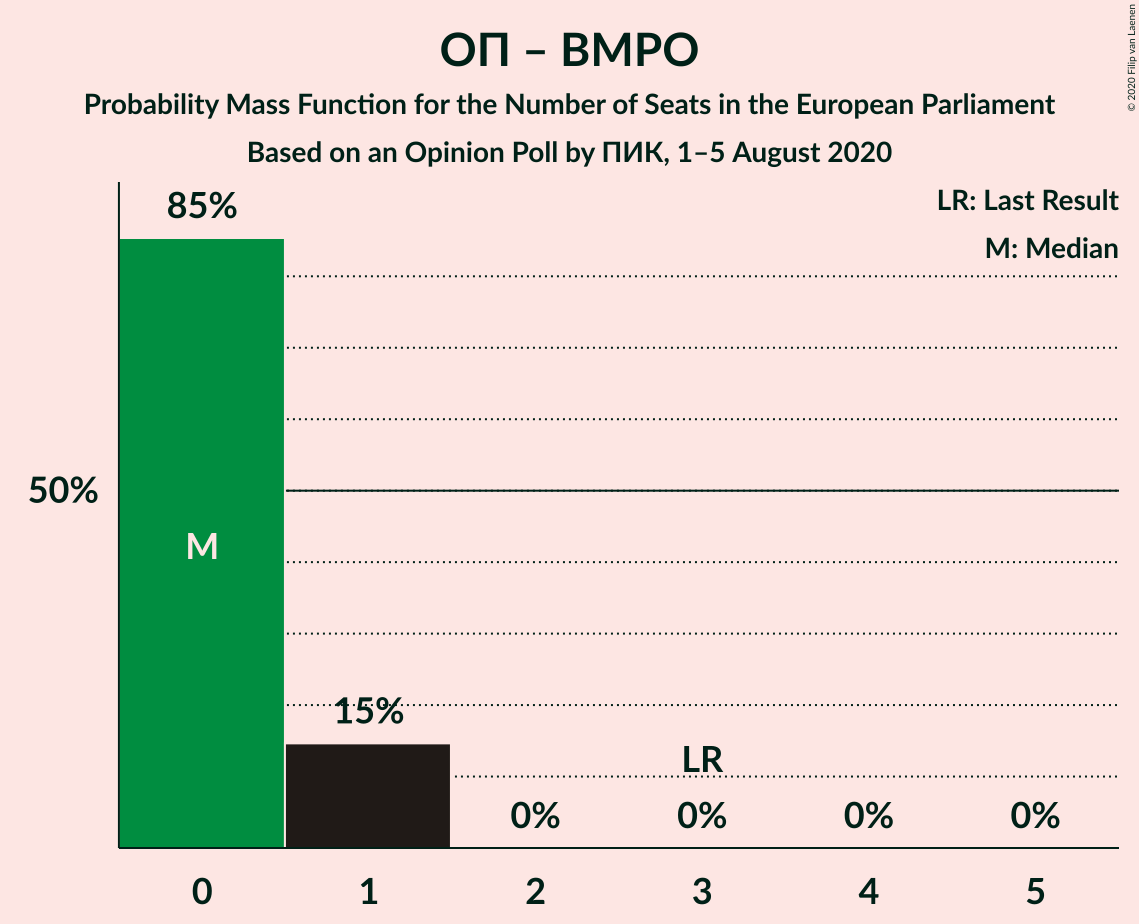 ОП – ВМРО
Probability Mass Function for the Number of Seats in the European Parliament
Based on an Opinion Poll by ПИК, 1–5 August 2020
© 2020 Filip van Laenen
LR: Last Result
M: Median
85%
50%
M
15%
LR
0% 0% 0% 0%
0 1 2 3 4 5